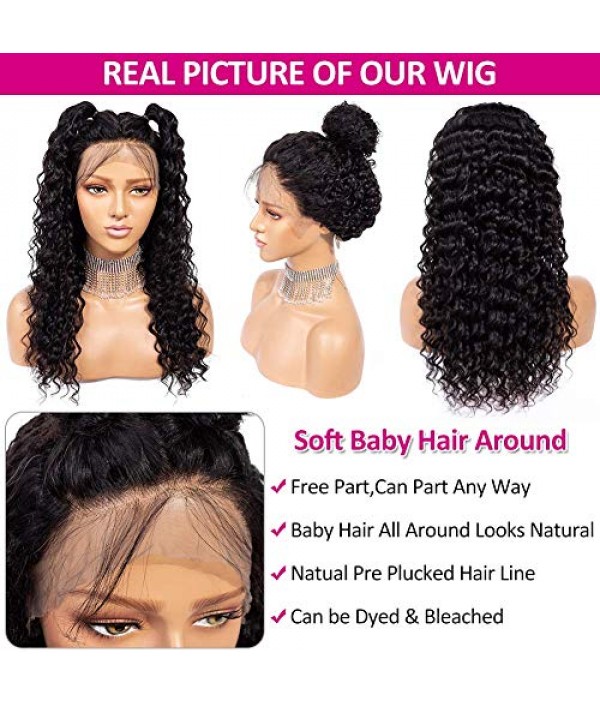 REAL PICTURE OF OUR WIG
Soft Baby Hair Around
✓ Free Part,Can Part Any Way
✓ Baby Hair All Around Looks Natural
✓ Natual Pre Plucked Hair Line
✓ Can be Dyed & Bleached